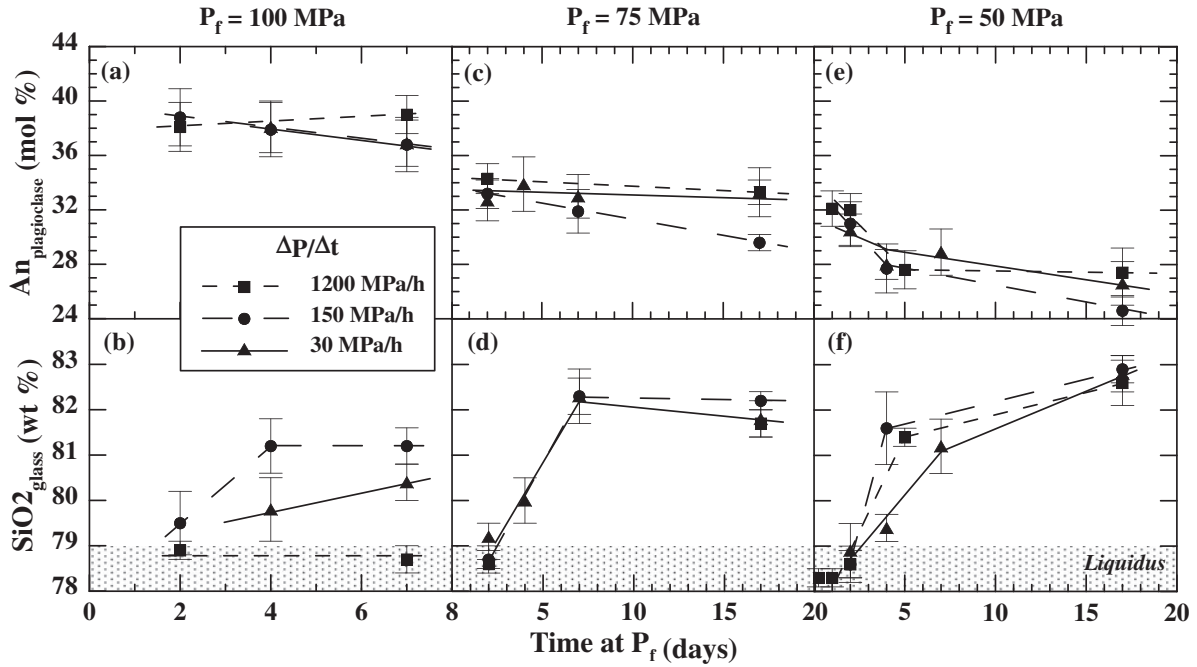 P_f = 100 MPa
P_f = 75 MPa
P_f = 50 MPa
44
40
36
32
28
24
An_plagioclase (mol %)
(a)
(c)
(e)
ΔP/Δt
1200 MPa/h
150 MPa/h
30 MPa/h
83
82
81
80
79
78
SiO2_glass (wt %)
(b)
(d)
(f)
Liquidus
0 2 4 6 8 5 10 15 20 0 5 10 15 20
Time at P_f (days)